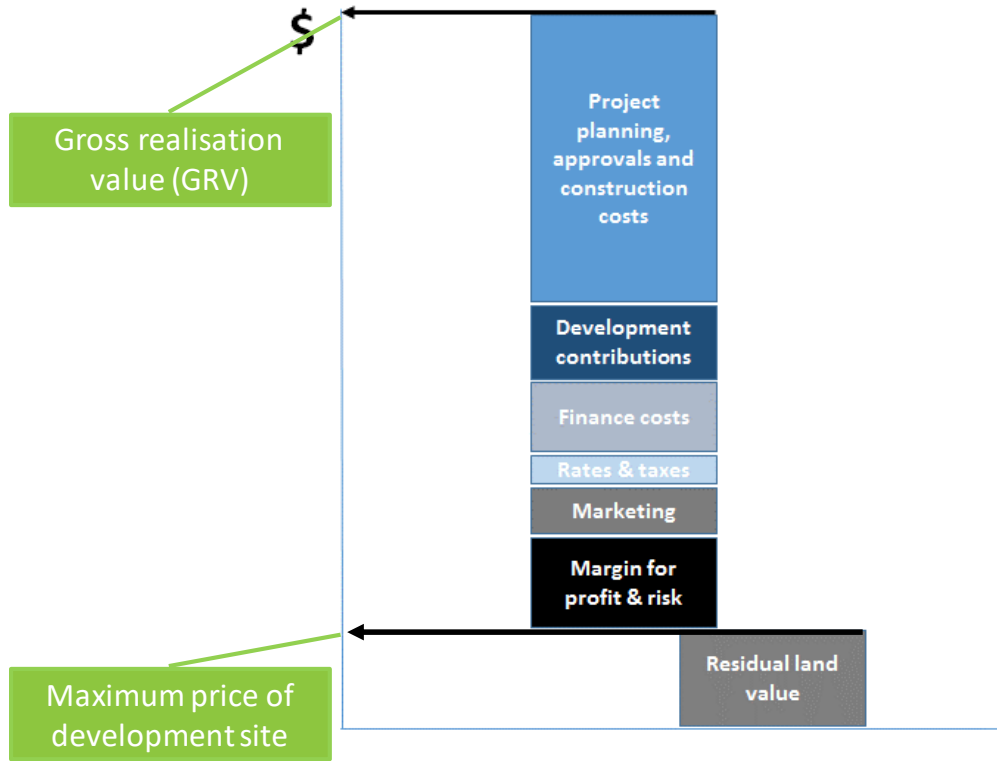 $
Gross realisation
value (GRV)
Project
planning,
approvals and
construction
costs
Development
contributions
Finance costs
Rates & taxes
Marketing
Margin for
profit & risk
Residual land
value
Maximum price of
development site